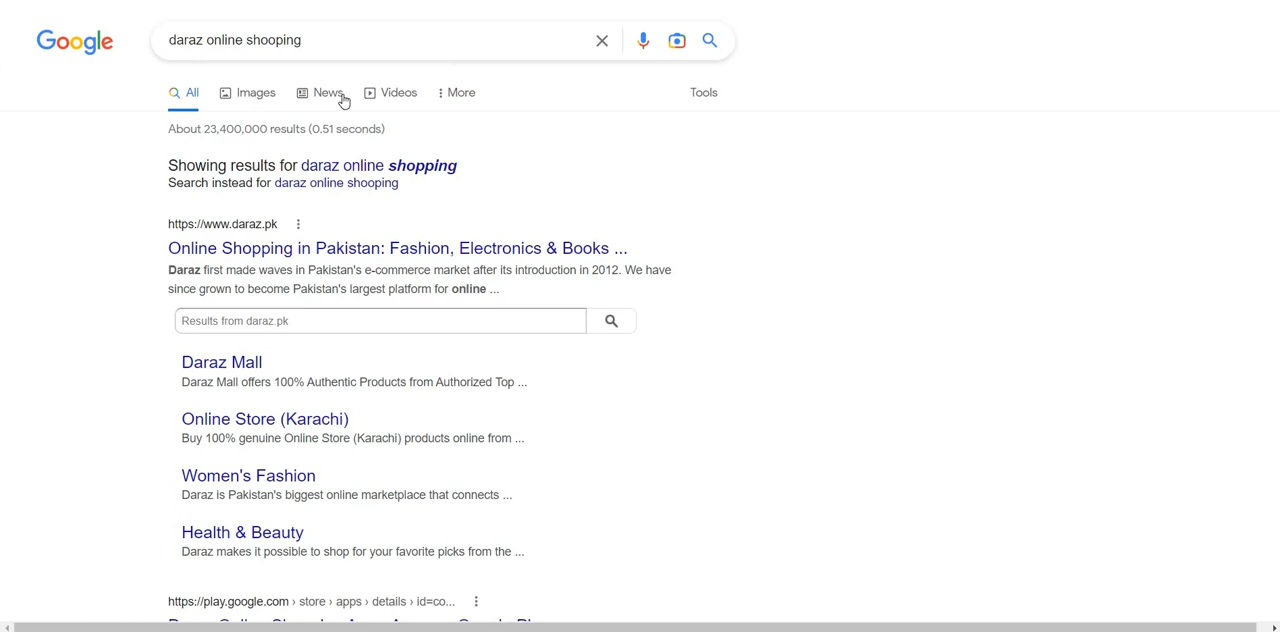 Google
daraz online shooping
All Images News Videos More Tools
About 23,400,000 results (0.51 seconds)
Showing results for daraz online shopping
Search instead for daraz online shooping
https://www.daraz.pk
Online Shopping in Pakistan: Fashion, Electronics & Books ...
Daraz first made waves in Pakistan's e-commerce market after its introduction in 2012. We have
since grown to become Pakistan's largest platform for online ...
Results from daraz.pk
Daraz Mall
Daraz Mall offers 100% Authentic Products from Authorized Top ...
Online Store (Karachi)
Buy 100% genuine Online Store (Karachi) products online from ...
Women's Fashion
Daraz is Pakistan's biggest online marketplace that connects ...
Health & Beauty
Daraz makes it possible to shop for your favorite picks from the ...
https://play.google.com › store › apps › details › id=co...